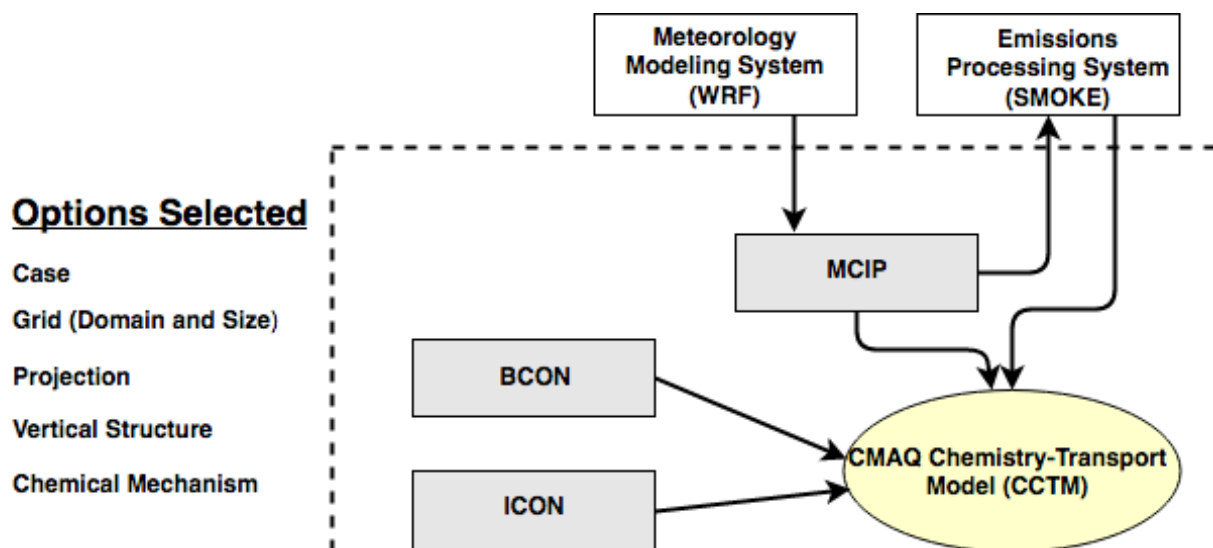 Meteorology
Modeling System
(WRF)
Emissions
Processing System
(SMOKE)
Options Selected
Case
Grid (Domain and Size)
Projection
Vertical Structure
Chemical Mechanism
MCIP
BCON
ICON
CMAQ Chemistry-Transport
Model (CCTM)